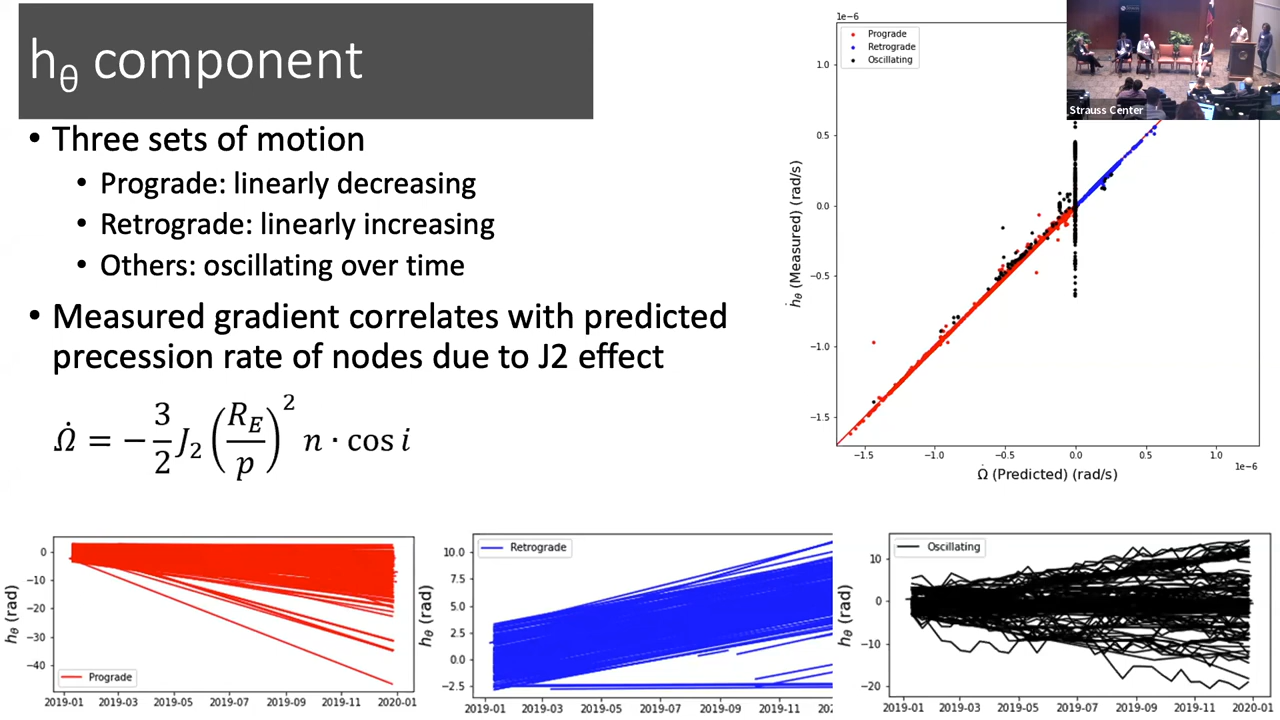 hθ component
• Three sets of motion
• Prograde: linearly decreasing
• Retrograde: linearly increasing
• Others: oscillating over time
• Measured gradient correlates with predicted
precession rate of nodes due to J2 effect
Ω̇ = −3/2 J₂ (R_E/p)² n · cos i
1e−6
Prograde
Retrograde
Oscillating
1.0
0.5
0.0
−0.5
−1.0
−1.5
ḣθ (Measured) (rad/s)
−1.5 −1.0 −0.5 0.0 0.5 1.0
1e−6
Ω̇ (Predicted) (rad/s)
Strauss Center
0
−10
−20
−30
−40
hθ (rad)
Prograde
2019-01 2019-03 2019-05 2019-07 2019-09 2019-11 2020-01
Retrograde
10.0
7.5
5.0
2.5
0.0
−2.5
hθ (rad)
2019-01 2019-03 2019-05 2019-07 2019-09 2019-11 202
Oscillating
10
0
−10
−20
hθ (rad)
2019-01 2019-03 2019-05 2019-07 2019-09 2019-11 2020-01